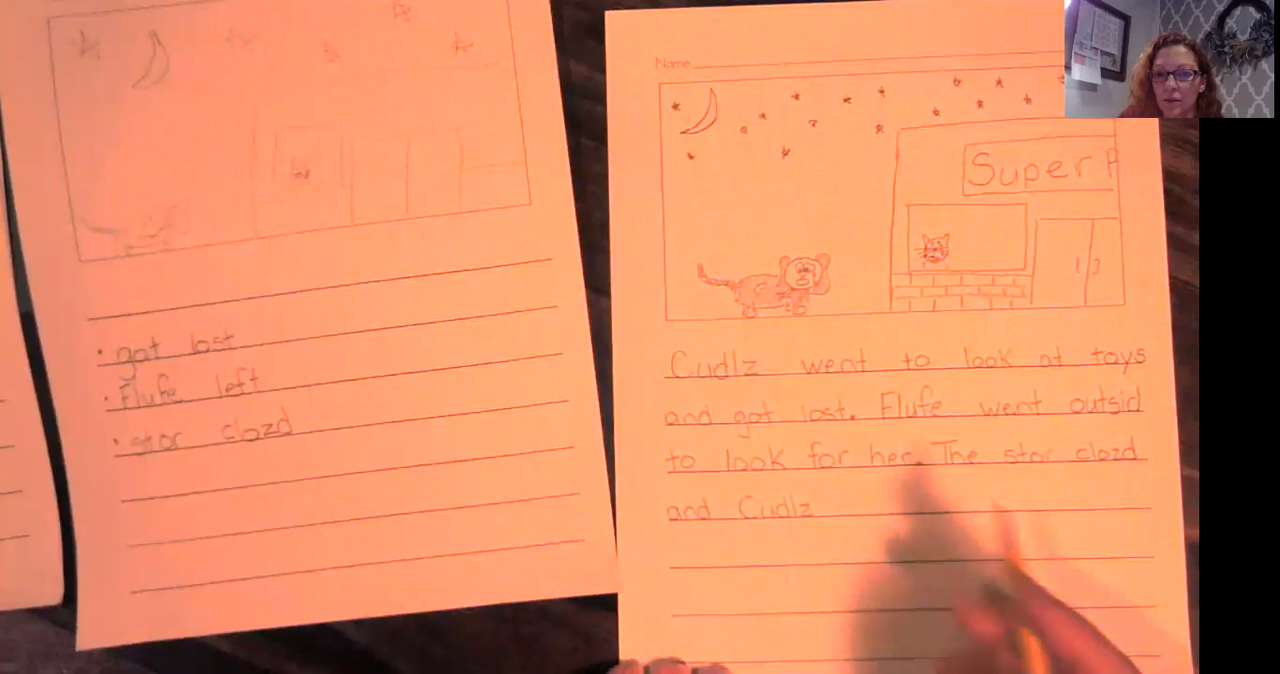 • got lost
• Flufe left
• stor clozd
Name
Super P
Cudlz went to look at toys
and got lost. Flufe went outsid
to look for her. The stor clozd
and Cudlz